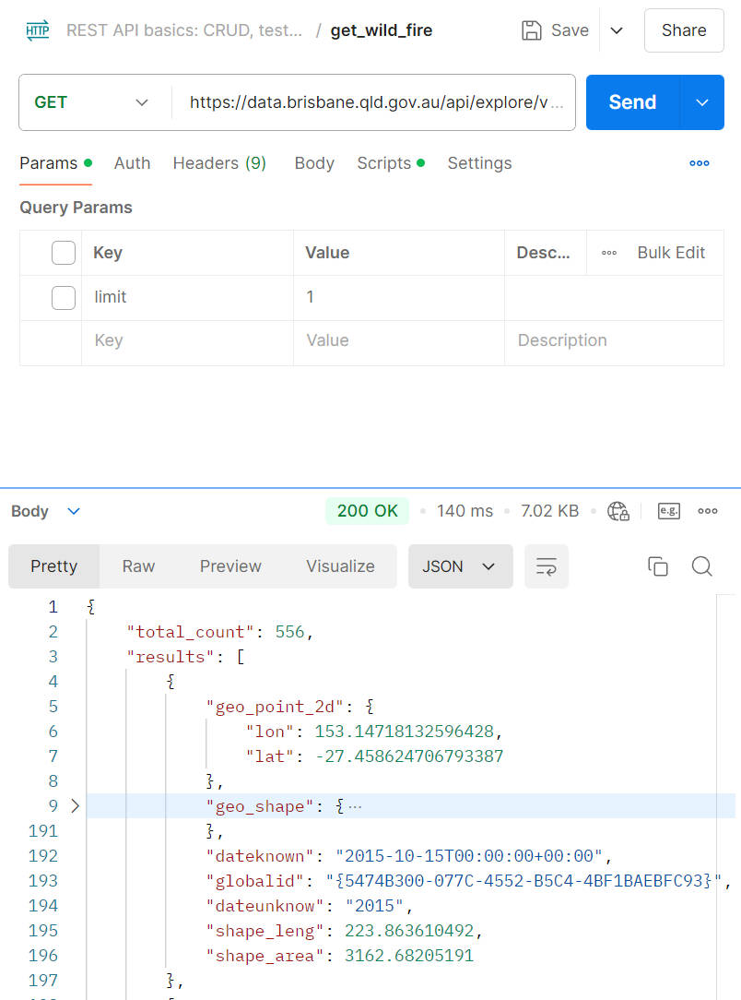 HTTP REST API basics: CRUD, test... / get_wild_fire Save Share
GET https://data.brisbane.qld.gov.au/api/explore/v ... Send
Params Auth Headers (9) Body Scripts Settings
Query Params
Key Value Desc... Bulk Edit
limit 1
Key Value Description
Body 200 OK 140 ms 7.02 KB e.g.
Pretty Raw Preview Visualize JSON
1 {
2 "total_count": 556,
3 "results": [
4 {
5 "geo_point_2d": {
6 "lon": 153.14718132596428,
7 "lat": -27.458624706793387
8 },
9 "geo_shape": { ...
191 },
192 "dateknown": "2015-10-15T00:00:00+00:00",
193 "globalid": "{5474B300-077C-4552-B5C4-4BF1BAEBFC93}",
194 "dateunknow": "2015",
195 "shape_leng": 223.863610492,
196 "shape_area": 3162.68205191
197 },